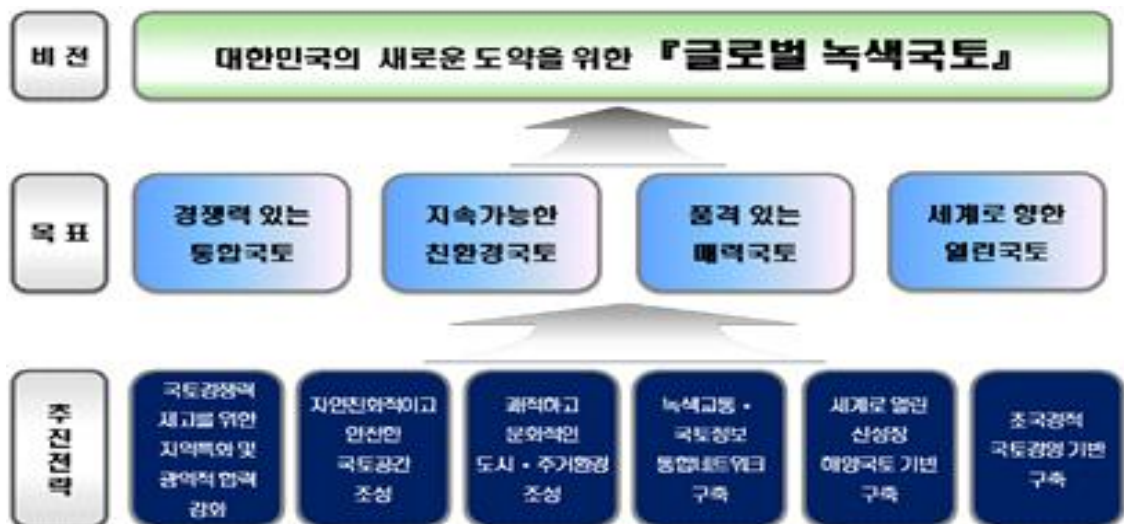 비 전
대한민국의 새로운 도약을 위한 『글로벌 녹색국토』
목 표
경쟁력 있는
통합국토
지속가능한
친환경국토
품격 있는
매력국토
세계로 향한
열린국토
추진전략
국토경쟁력
제고를 위한
지역특화 및
광역적 협력
강화
자연친화적이고
안전한
국토공간
조성
쾌적하고
문화적인
도시·주거환경
조성
녹색교통·
국토정보
통합네트워크
구축
세계로 열린
신성장
해양국토 기반
구축
초국경적
국토경영 기반
구축